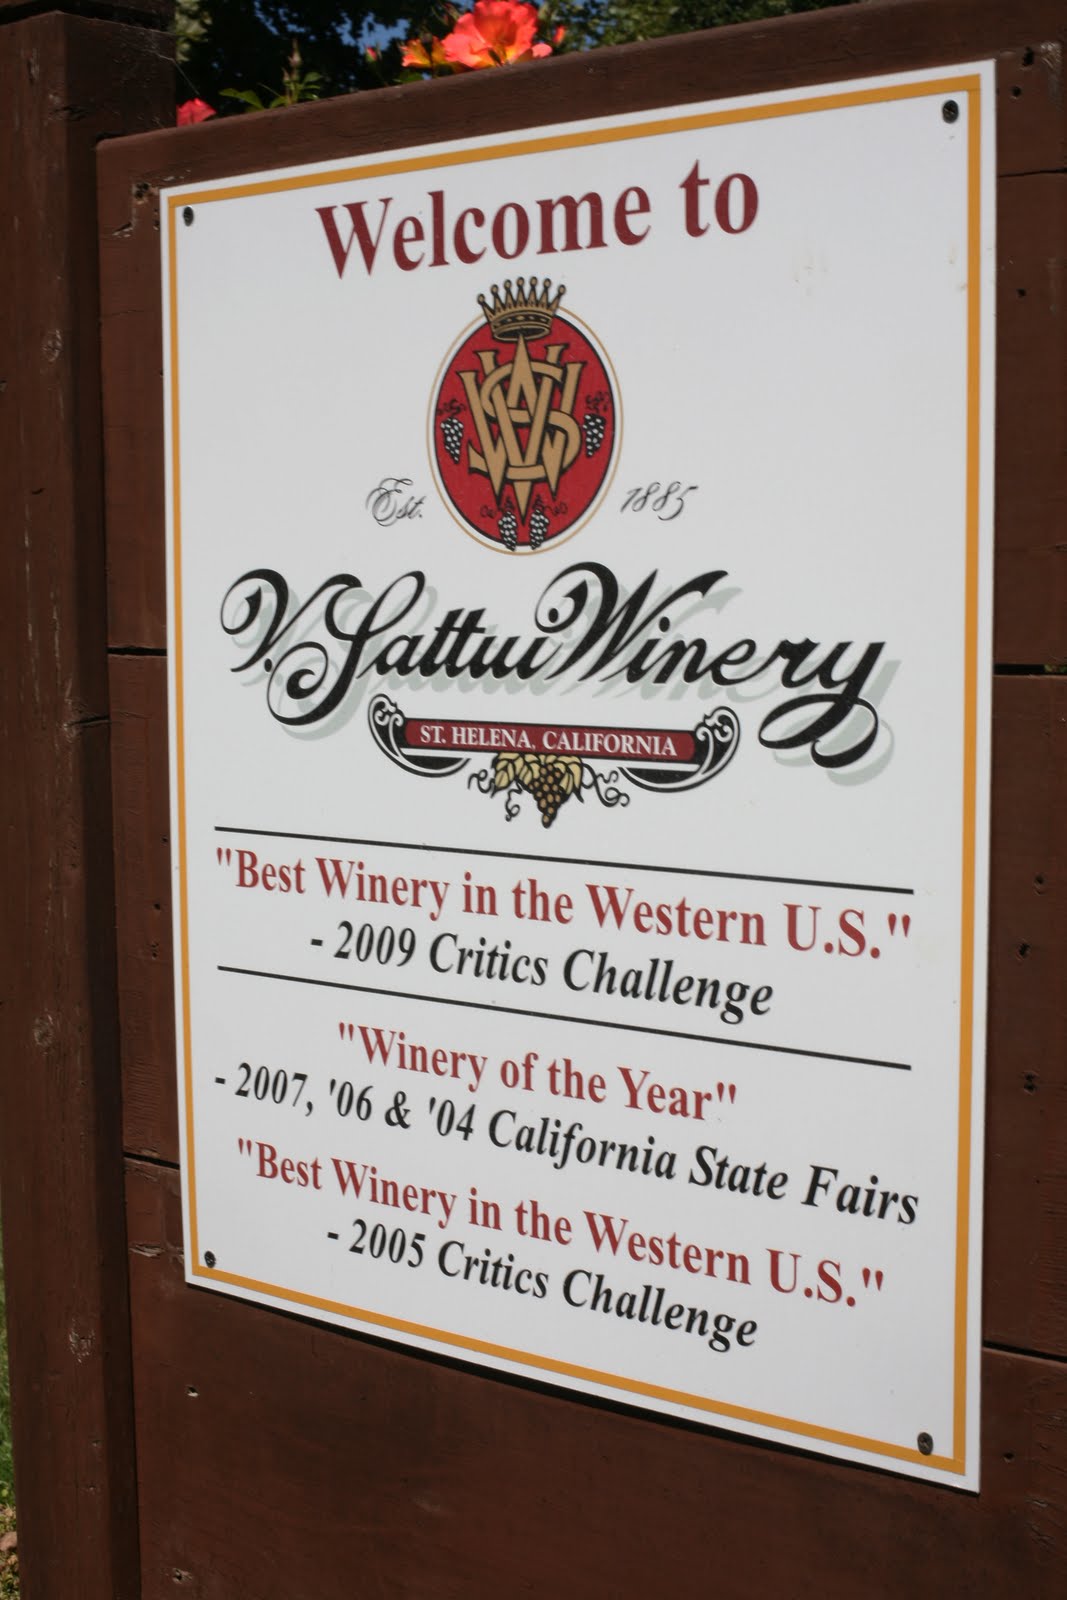 Welcome to
Est. 1885
V. Sattui Winery
ST. HELENA, CALIFORNIA
"Best Winery in the Western U.S."
- 2009 Critics Challenge
"Winery of the Year"
- 2007, '06 & '04 California State Fairs
"Best Winery in the Western U.S."
- 2005 Critics Challenge